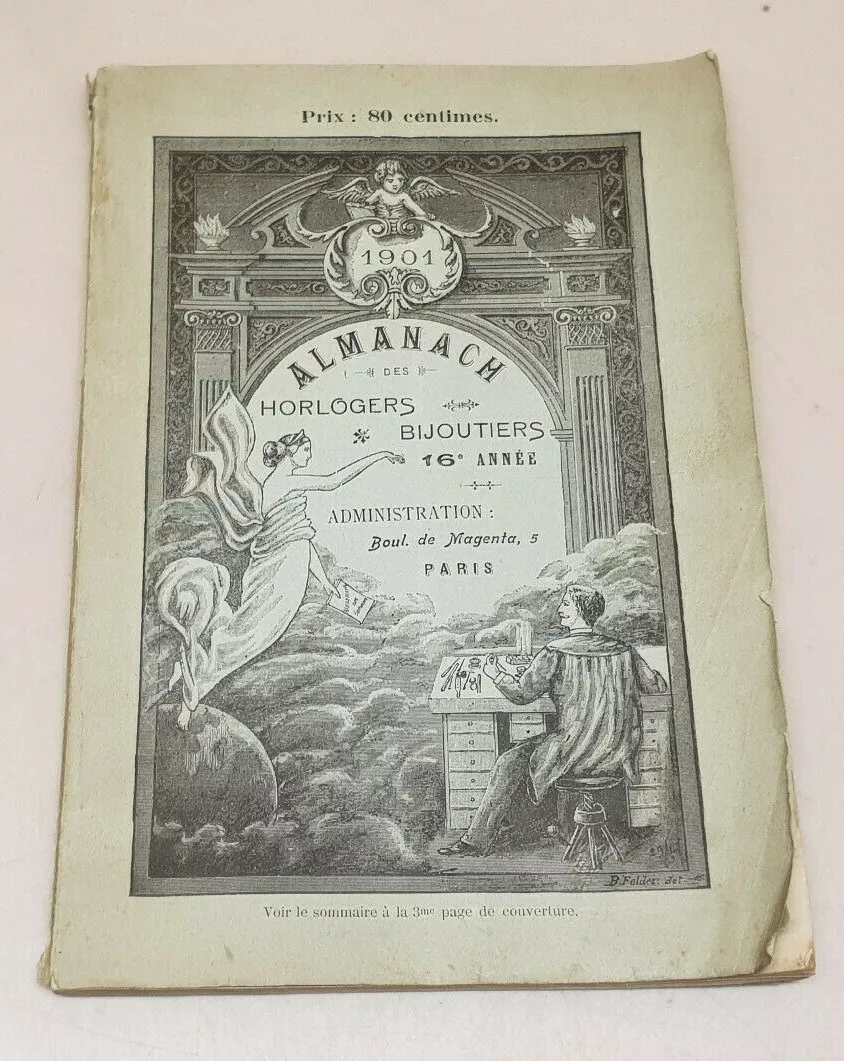 Prix : 80 centimes.
1901
ALMANACH
DES
HORLOGERS
BIJOUTIERS
16e ANNÉE
ADMINISTRATION :
Boul. de Magenta, 5
PARIS
Voir le sommaire à la 3me page de couverture.